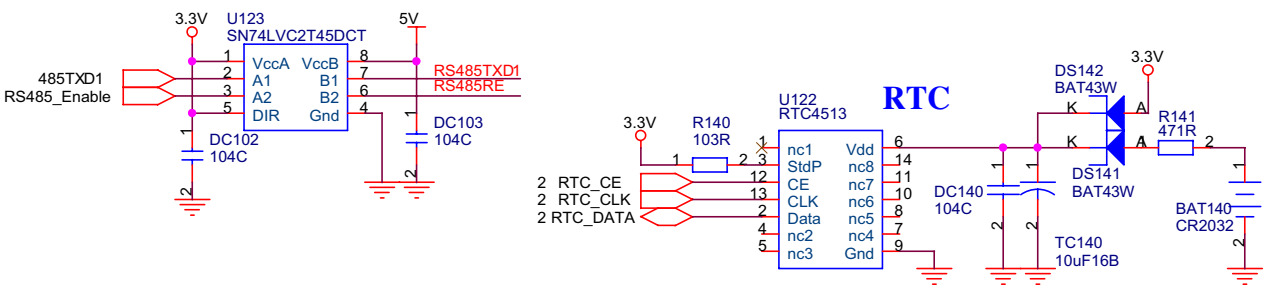 3.3V
U123
SN74LVC2T45DCT
5V
1 VccA VccB 8
485TXD1 2 A1 B1 7 RS485TXD1
RS485_Enable 3 A2 B2 6 RS485RE
5 DIR Gnd 4
1
DC102
104C
2
1
DC103
104C
2
RTC
U122
RTC4513
3.3V
R140
103R
1 2
1 nc1 Vdd 6
3 StdP nc8 14
2 RTC_CE 12 CE nc7 11
2 RTC_CLK 13 CLK nc6 10
2 RTC_DATA 2 Data nc5 8
4 nc2 nc4 7
5 nc3 Gnd 9
DS142
BAT43W
3.3V
K A
K A
DS141
BAT43W
R141
471R
1 2
1
DC140
104C
2
1
TC140
10uF16B
2
1
BAT140
CR2032
2